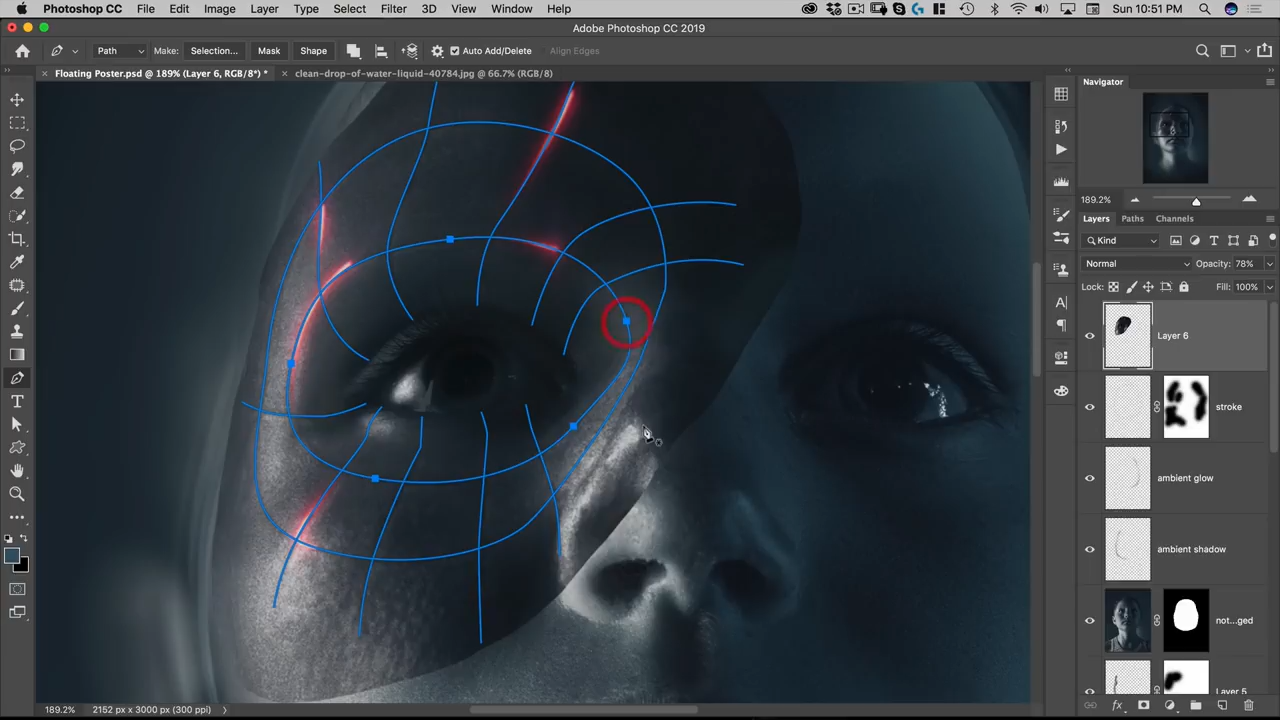 Photoshop CC File Edit Image Layer Type Select Filter 3D View Window Help Sun 10:51 PM
Adobe Photoshop CC 2019
Path Make: Selection... Mask Shape Auto Add/Delete Align Edges
Floating Poster.psd @ 189% (Layer 6, RGB/8*) * clean-drop-of-water-liquid-40784.jpg @ 66.7% (RGB/8)
Navigator
189.2%
Layers Paths Channels
Kind
Normal Opacity: 78%
Lock: Fill: 100%
Layer 6
stroke
ambient glow
ambient shadow
not...ged
Layer 5
189.2% 2152 px x 3000 px (300 ppi)